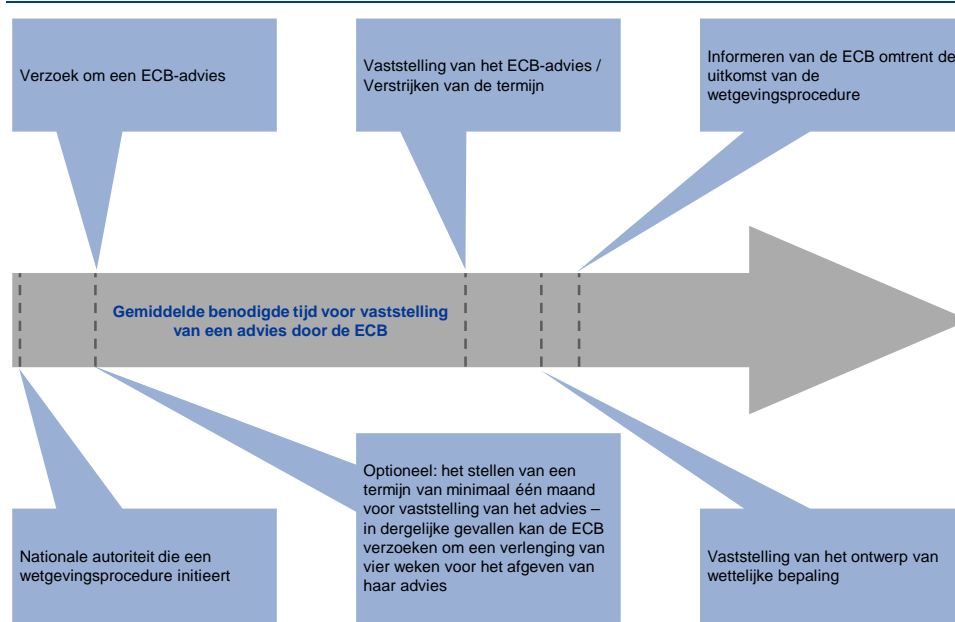 Verzoek om een ECB-advies
Vaststelling van het ECB-advies /
Verstrijken van de termijn
Informeren van de ECB omtrent de
uitkomst van de
wetgevingsprocedure
Gemiddelde benodigde tijd voor vaststelling
van een advies door de ECB
Nationale autoriteit die een
wetgevingsprocedure initieert
Optioneel: het stellen van een
termijn van minimaal één maand
voor vaststelling van het advies –
in dergelijke gevallen kan de ECB
verzoeken om een verlenging van
vier weken voor het afgeven van
haar advies
Vaststelling van het ontwerp van
wettelijke bepaling